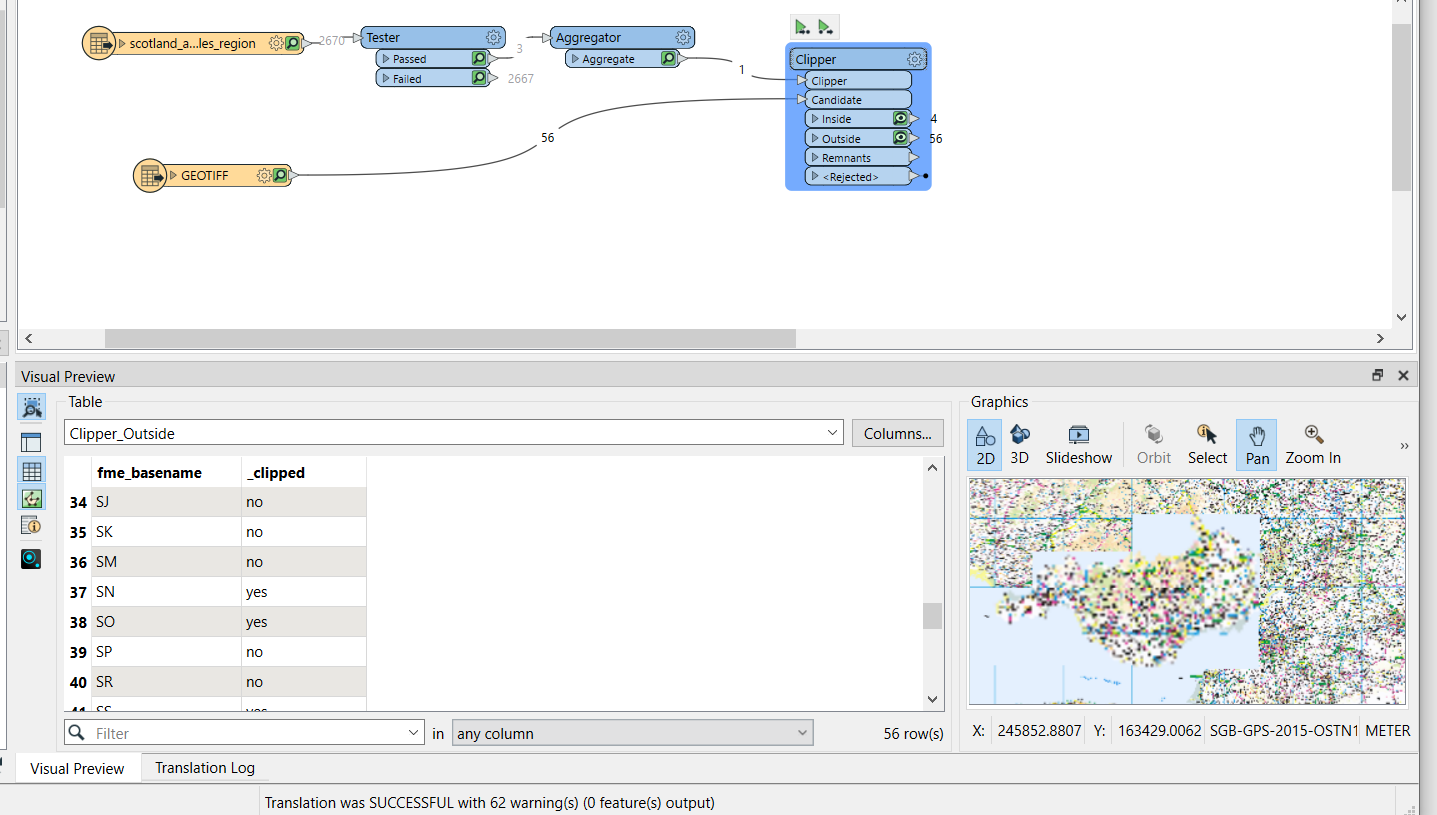 scotland_a...les_region
2670
Tester
Passed
Failed
3
2667
Aggregator
Aggregate
1
Clipper
Clipper
Candidate
Inside
4
Outside
56
Remnants
<Rejected>
56
GEOTIFF
Visual Preview
Table
Clipper_Outside
Columns...
fme_basename _clipped
34 SJ no
35 SK no
36 SM no
37 SN yes
38 SO yes
39 SP no
40 SR no
41 SS yes
Filter
in
any column
56 row(s)
Graphics
2D
3D
Slideshow
Orbit
Select
Pan
Zoom In
»
X: 245852.8807 Y: 163429.0062 SGB-GPS-2015-OSTN1 METER
Visual Preview
Translation Log
Translation was SUCCESSFUL with 62 warning(s) (0 feature(s) output)